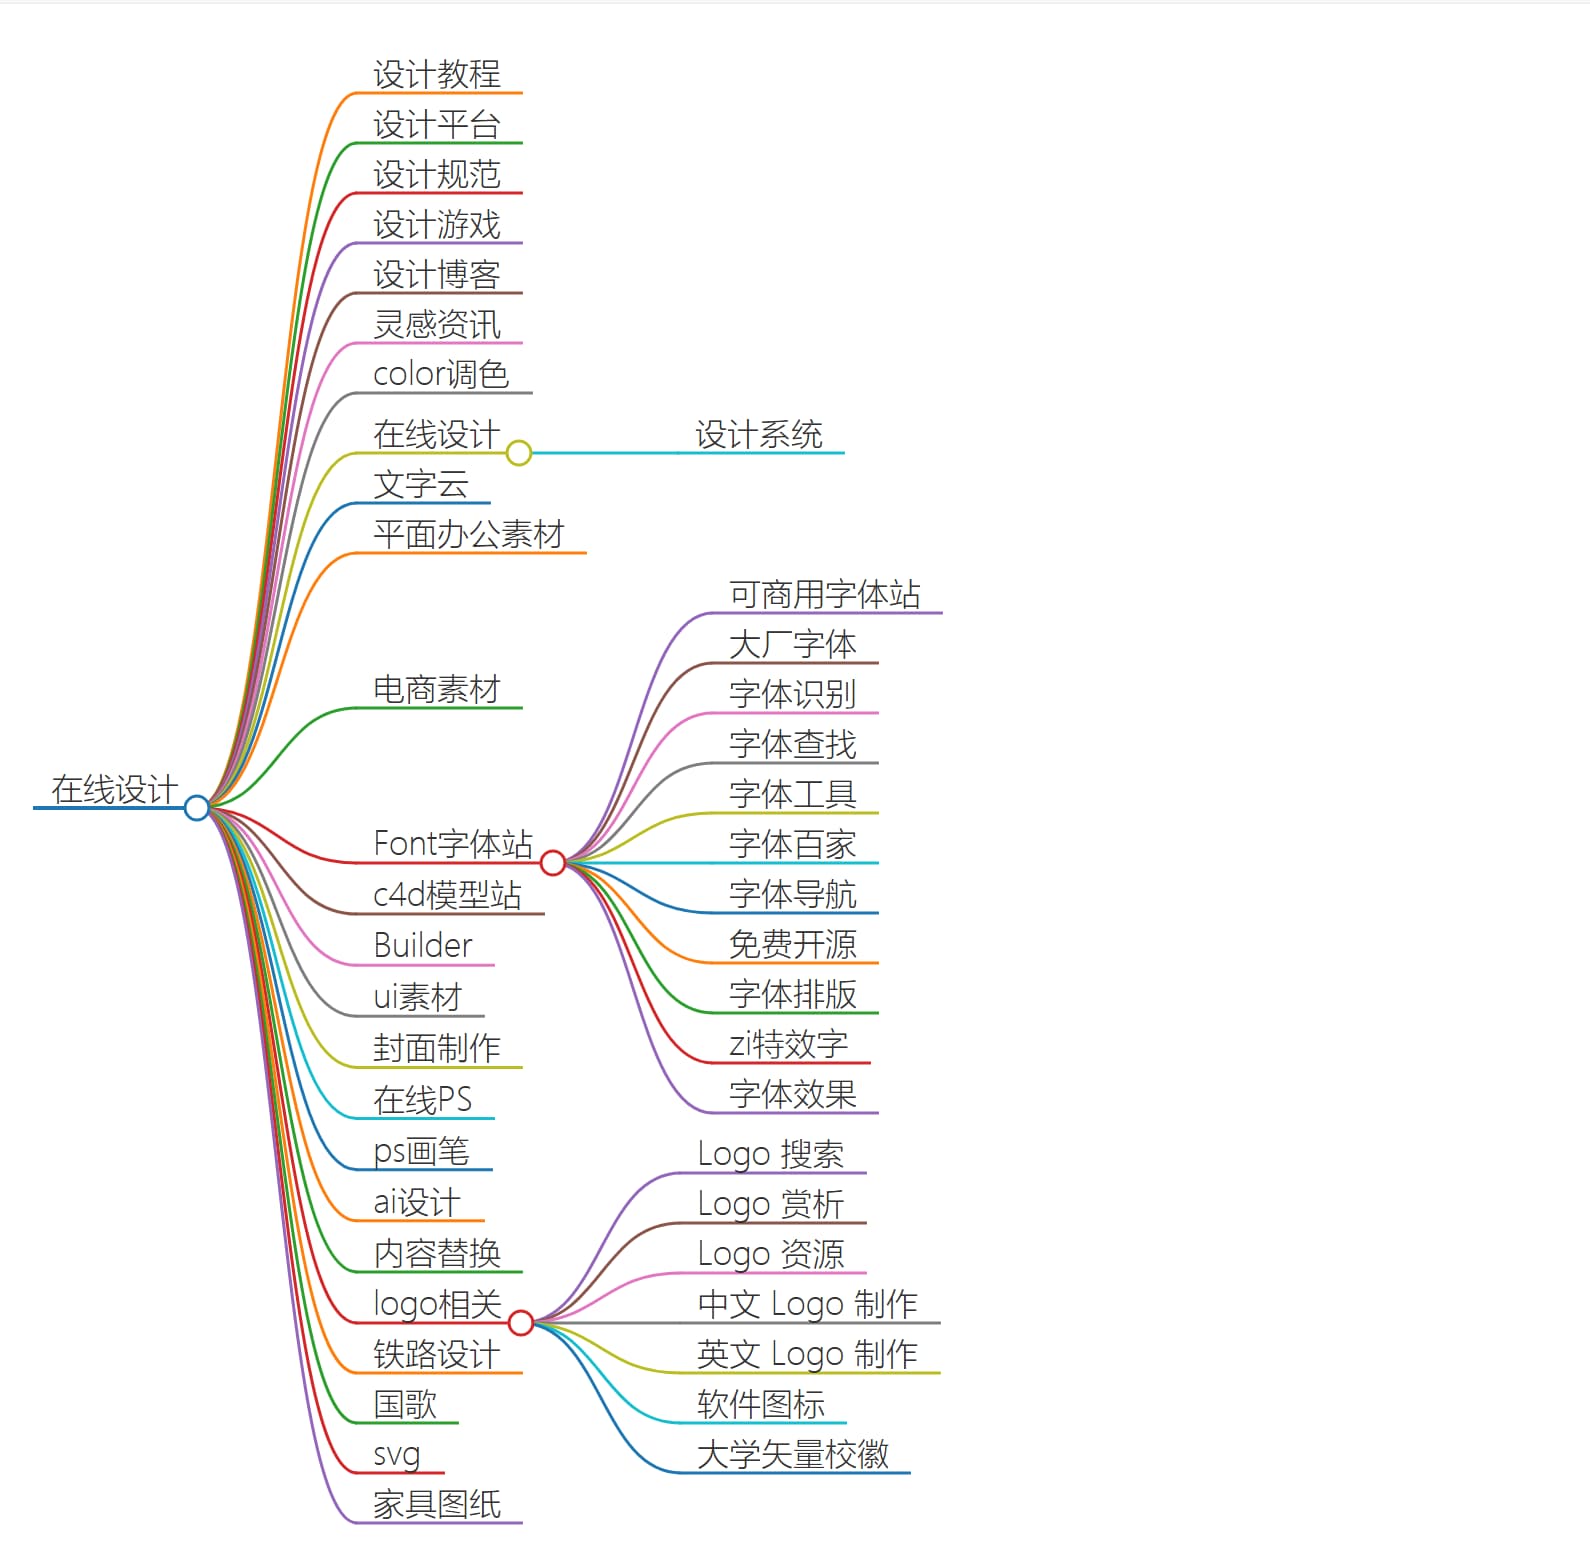 在线设计
设计教程
设计平台
设计规范
设计游戏
设计博客
灵感资讯
color调色
在线设计
设计系统
文字云
平面办公素材
电商素材
Font字体站
可商用字体站
大厂字体
字体识别
字体查找
字体工具
字体百家
字体导航
免费开源
字体排版
zi特效字
字体效果
c4d模型站
Builder
ui素材
封面制作
在线PS
ps画笔
ai设计
内容替换
logo相关
Logo 搜索
Logo 赏析
Logo 资源
中文 Logo 制作
英文 Logo 制作
软件图标
大学矢量校徽
铁路设计
国歌
svg
家具图纸